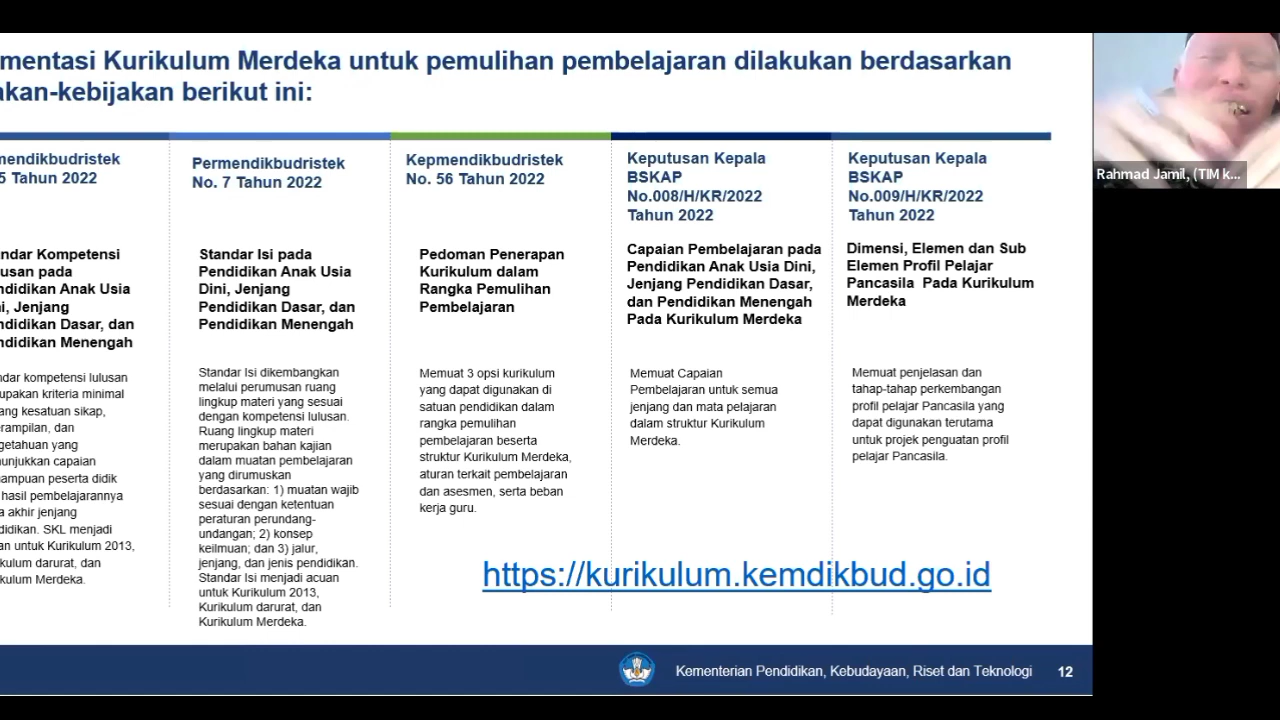 mentasi Kurikulum Merdeka untuk pemulihan pembelajaran dilakukan berdasarkan
akan-kebijakan berikut ini:
mendikbudristek
5 Tahun 2022
ndar Kompetensi
usan pada
ndidikan Anak Usia
i, Jenjang
ndidikan Dasar, dan
ndidikan Menengah
ndar kompetensi lulusan
upakan kriteria minimal
ang kesatuan sikap,
erampilan, dan
getahuan yang
unjukkan capaian
ampuan peserta didik
hasil pembelajarannya
a akhir jenjang
didikan. SKL menjadi
an untuk Kurikulum 2013,
kulum darurat, dan
kulum Merdeka.
Permendikbudristek
No. 7 Tahun 2022
Standar Isi pada
Pendidikan Anak Usia
Dini, Jenjang
Pendidikan Dasar, dan
Pendidikan Menengah
Standar Isi dikembangkan
melalui perumusan ruang
lingkup materi yang sesuai
dengan kompetensi lulusan.
Ruang lingkup materi
merupakan bahan kajian
dalam muatan pembelajaran
yang dirumuskan
berdasarkan: 1) muatan wajib
sesuai dengan ketentuan
peraturan perundang-
undangan; 2) konsep
keilmuan; dan 3) jalur,
jenjang, dan jenis pendidikan.
Standar Isi menjadi acuan
untuk Kurikulum 2013,
Kurikulum darurat, dan
Kurikulum Merdeka.
Kepmendikbudristek
No. 56 Tahun 2022
Pedoman Penerapan
Kurikulum dalam
Rangka Pemulihan
Pembelajaran
Memuat 3 opsi kurikulum
yang dapat digunakan di
satuan pendidikan dalam
rangka pemulihan
pembelajaran beserta
struktur Kurikulum Merdeka,
aturan terkait pembelajaran
dan asesmen, serta beban
kerja guru.
Keputusan Kepala
BSKAP
No.008/H/KR/2022
Tahun 2022
Capaian Pembelajaran pada
Pendidikan Anak Usia Dini,
Jenjang Pendidikan Dasar,
dan Pendidikan Menengah
Pada Kurikulum Merdeka
Memuat Capaian
Pembelajaran untuk semua
jenjang dan mata pelajaran
dalam struktur Kurikulum
Merdeka.
Keputusan Kepala
BSKAP
No.009/H/KR/2022
Tahun 2022
Dimensi, Elemen dan Sub
Elemen Profil Pelajar
Pancasila Pada Kurikulum
Merdeka
Memuat penjelasan dan
tahap-tahap perkembangan
profil pelajar Pancasila yang
dapat digunakan terutama
untuk projek penguatan profil
pelajar Pancasila.
https://kurikulum.kemdikbud.go.id
Kementerian Pendidikan, Kebudayaan, Riset dan Teknologi 12
Rahmad Jamil, (TIM k...